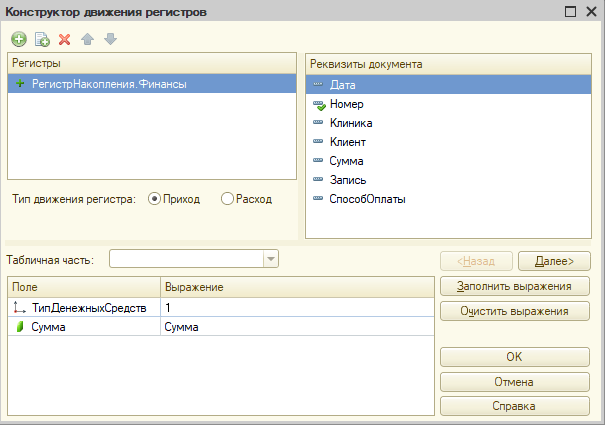 Конструктор движения регистров
Регистры
РегистрНакопления.Финансы
Тип движения регистра: Приход Расход
Реквизиты документа
Дата
Номер
Клиника
Клиент
Сумма
Запись
СпособОплаты
Табличная часть:
<Назад Далее>
Поле Выражение
ТипДенежныхСредств 1
Сумма Сумма
Заполнить выражения
Очистить выражения
OK
Отмена
Справка